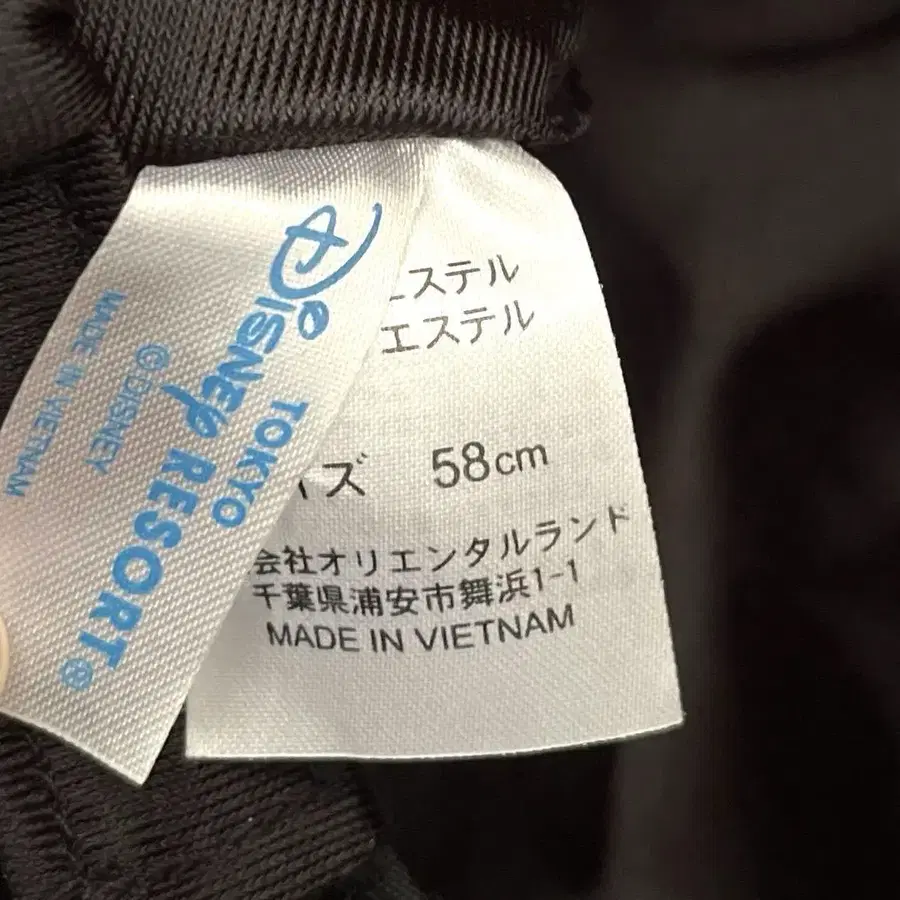 TOKYO
Disney RESORT®
©DISNEY
MADE IN VIETNAM
エステル
エステル
イズ 58cm
会社オリエンタルランド
千葉県浦安市舞浜1-1
MADE IN VIETNAM